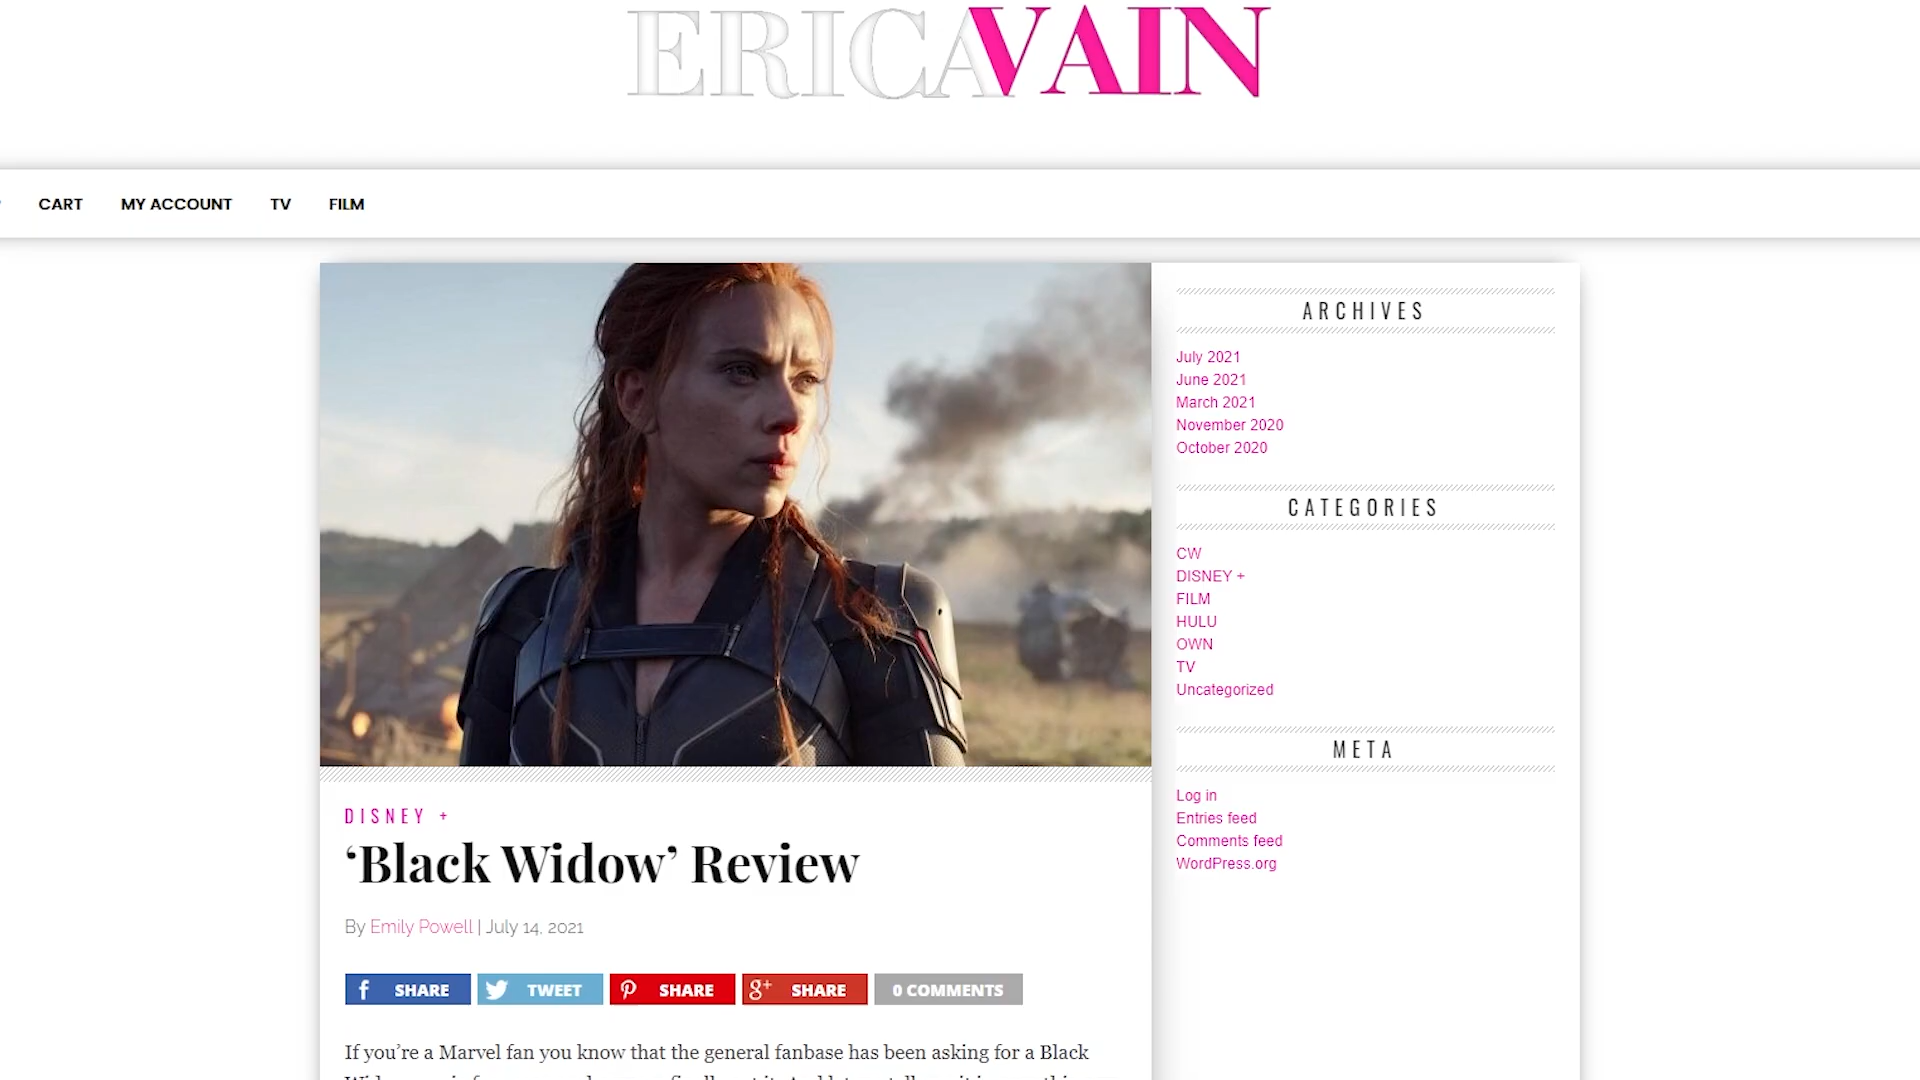 ERICA VAIN
CART MY ACCOUNT TV FILM
DISNEY +
‘Black Widow’ Review
By Emily Powell | July 14, 2021
SHARE TWEET SHARE SHARE 0 COMMENTS
If you’re a Marvel fan you know that the general fanbase has been asking for a Black
ARCHIVES
July 2021
June 2021
March 2021
November 2020
October 2020
CATEGORIES
CW
DISNEY +
FILM
HULU
OWN
TV
Uncategorized
META
Log in
Entries feed
Comments feed
WordPress.org